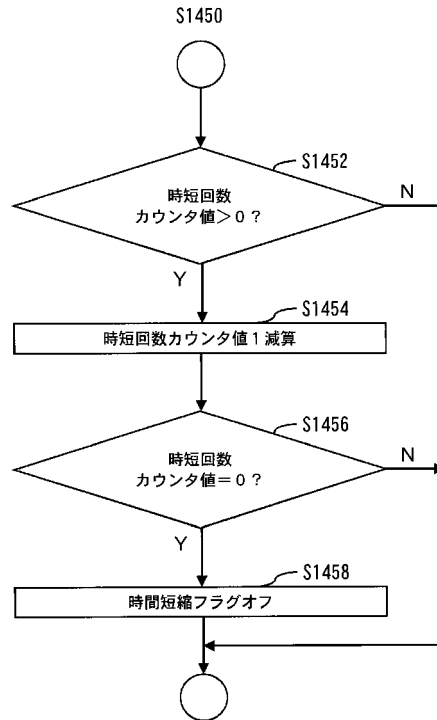 S1450
S1452
時短回数
カウンタ値>0?
N
Y
S1454
時短回数カウンタ値1減算
S1456
時短回数
カウンタ値=0?
N
Y
S1458
時間短縮フラグオフ